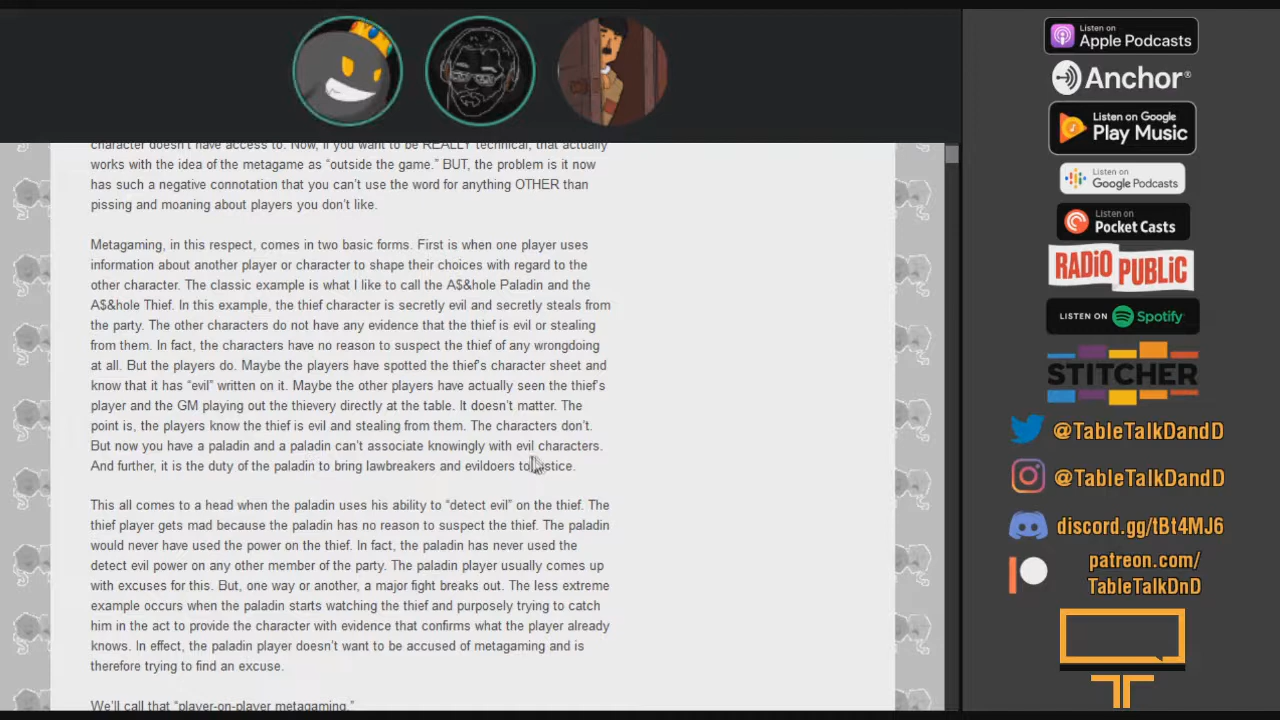 character doesn't have access to. Now, if you want to be REALLY technical, that actually
works with the idea of the metagame as “outside the game.” BUT, the problem is it now
has such a negative connotation that you can't use the word for anything OTHER than
pissing and moaning about players you don't like.
Metagaming, in this respect, comes in two basic forms. First is when one player uses
information about another player or character to shape their choices with regard to the
other character. The classic example is what I like to call the A$&hole Paladin and the
A$&hole Thief. In this example, the thief character is secretly evil and secretly steals from
the party. The other characters do not have any evidence that the thief is evil or stealing
from them. In fact, the characters have no reason to suspect the thief of any wrongdoing
at all. But the players do. Maybe the players have spotted the thief's character sheet and
know that it has “evil” written on it. Maybe the other players have actually seen the thief's
player and the GM playing out the thievery directly at the table. It doesn't matter. The
point is, the players know the thief is evil and stealing from them. The characters don't.
But now you have a paladin and a paladin can't associate knowingly with evil characters.
And further, it is the duty of the paladin to bring lawbreakers and evildoers to justice.
This all comes to a head when the paladin uses his ability to “detect evil” on the thief. The
thief player gets mad because the paladin has no reason to suspect the thief. The paladin
would never have used the power on the thief. In fact, the paladin has never used the
detect evil power on any other member of the party. The paladin player usually comes up
with excuses for this. But, one way or another, a major fight breaks out. The less extreme
example occurs when the paladin starts watching the thief and purposely trying to catch
him in the act to provide the character with evidence that confirms what the player already
knows. In effect, the paladin player doesn't want to be accused of metagaming and is
therefore trying to find an excuse.
We'll call that “player-on-player metagaming.”
Listen on
Apple Podcasts
Anchor®
Listen on Google
Play Music
Listen on
Google Podcasts
Listen on
Pocket Casts
RADiO
PUBLiC
LISTEN ON Spotify
STITCHER
@TableTalkDandD
@TableTalkDandD
discord.gg/tBt4MJ6
patreon.com/
TableTalkDnD